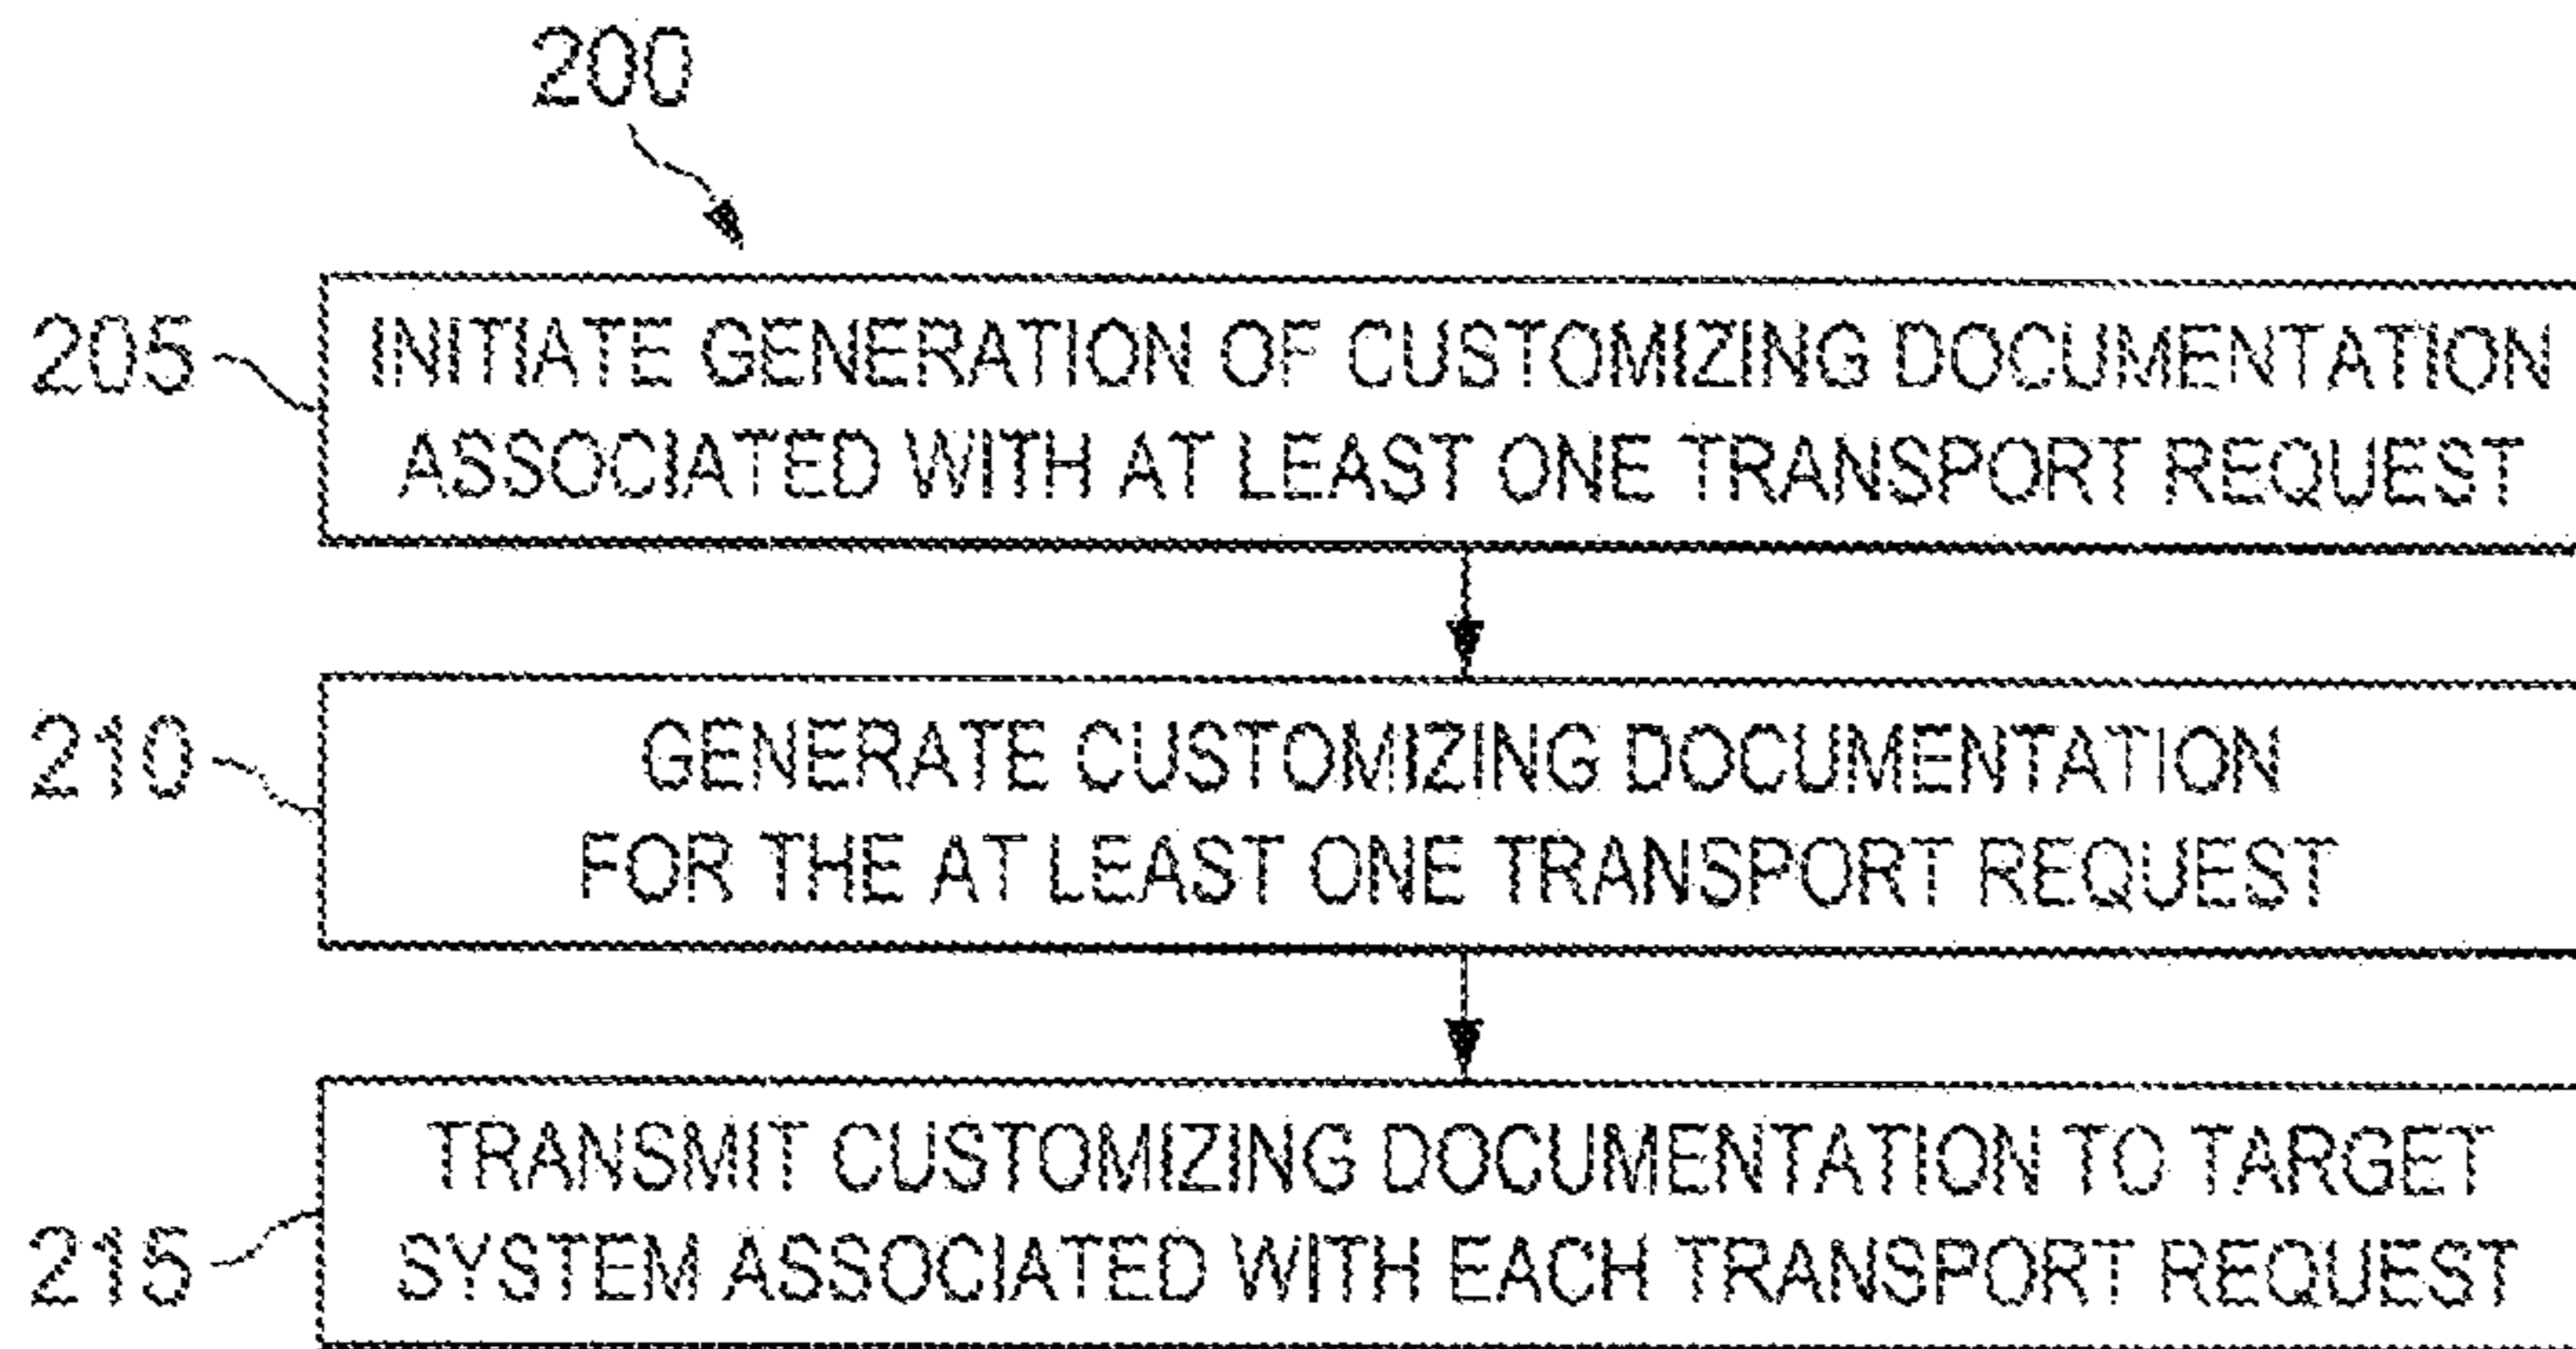 200
205
INITIATE GENERATION OF CUSTOMIZING DOCUMENTATION
ASSOCIATED WITH AT LEAST ONE TRANSPORT REQUEST
210
GENERATE CUSTOMIZING DOCUMENTATION
FOR THE AT LEAST ONE TRANSPORT REQUEST
215
TRANSMIT CUSTOMIZING DOCUMENTATION TO TARGET
SYSTEM ASSOCIATED WITH EACH TRANSPORT REQUEST